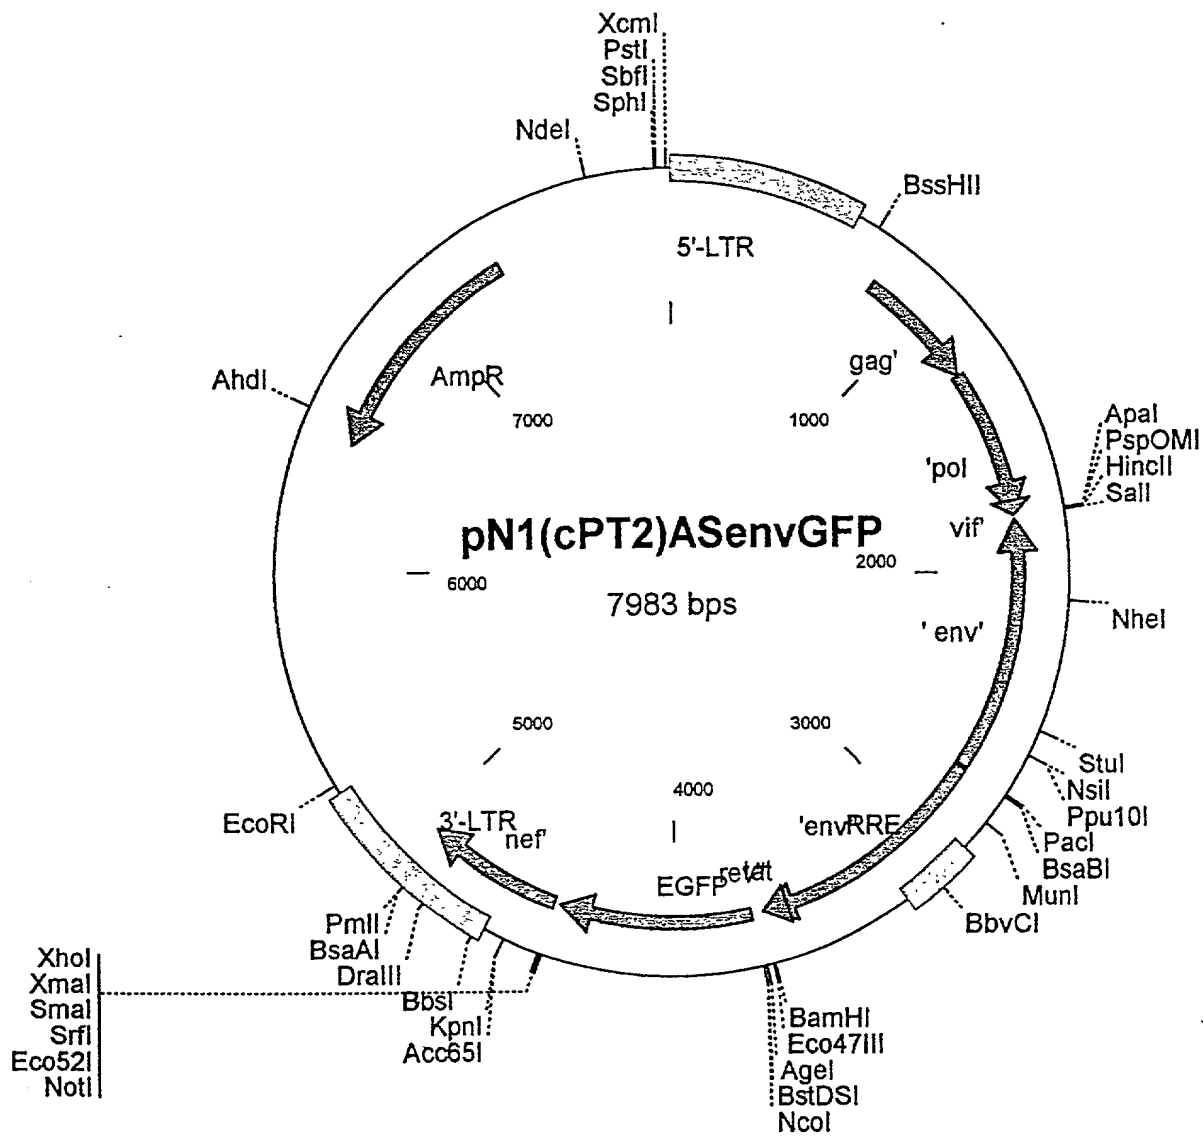 XcmI
PstI
SbfI
SphI
NdeI
BssHII
5'-LTR
gag'
AmpR
AhdI
7000
1000
ApaI
PspOMI
HincII
SalI
'pol
vif'
pN1(cPT2)ASenvGFP
6000
7983 bps
2000
NheI
' env'
5000
3000
StuI
NsiI
Ppu10I
PacI
BsaBI
MunI
BbvCI
4000
EcoRI
3'-LTR
nef'
'env'
RRE
EGFP
PmlI
BsaAI
DraIII
BbsI
KpnI
Acc65I
XhoI
XmaI
SmaI
SrfI
Eco52I
NotI
BamHI
Eco47III
AgeI
BstDSI
NcoI